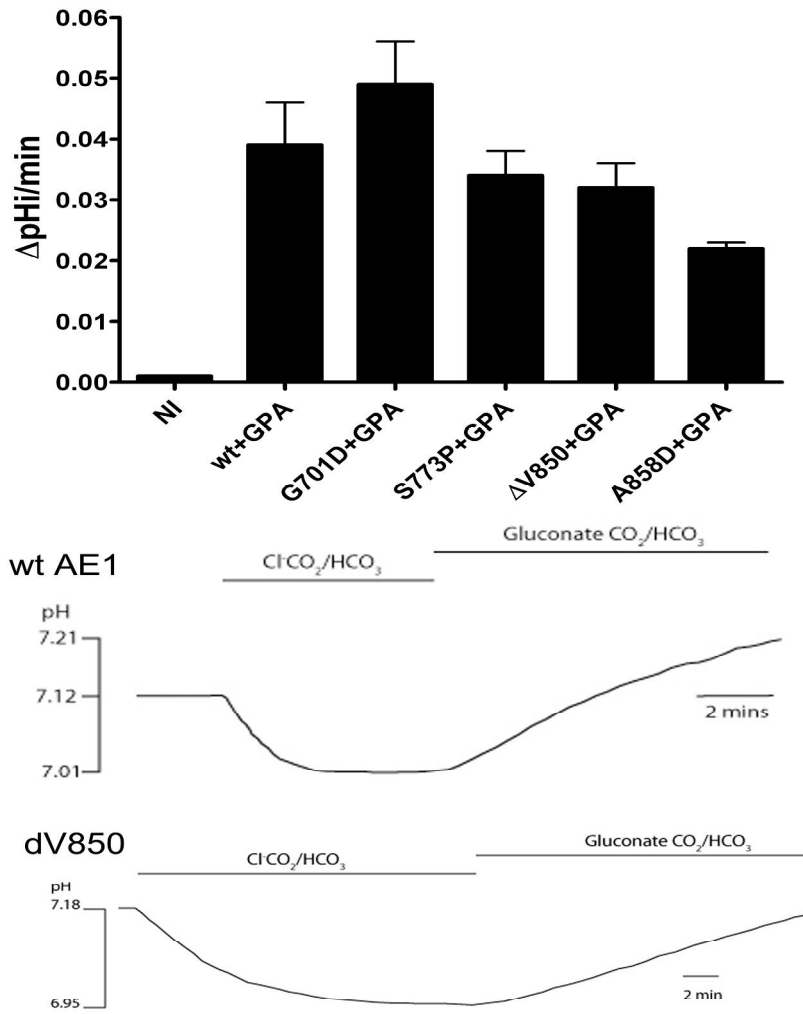 0.06
0.05
0.04
0.03
0.02
0.01
0.00
ΔpHi/min
NI
wt+GPA
G701D+GPA
S773P+GPA
ΔV850+GPA
A858D+GPA
Gluconate CO₂/HCO₃
wt AE1
Cl⁻CO₂/HCO₃
pH
7.21
7.12
2 mins
7.01
dV850
Gluconate CO₂/HCO₃
Cl⁻CO₂/HCO₃
pH
7.18
2 min
6.95